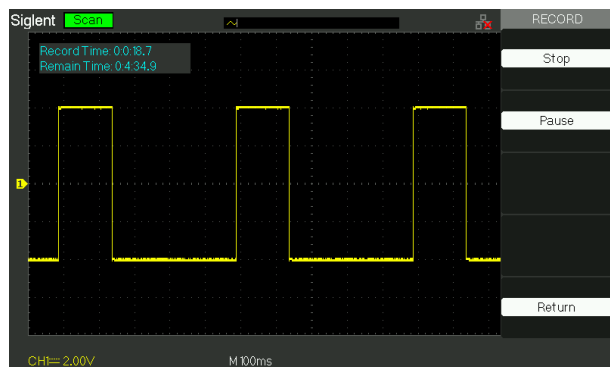 Siglent Scan RECORD
Record Time: 0:0:18.7
Remain Time: 0:4:34.9
Stop
Pause
1
Return
CH1 2.00V M 100ms